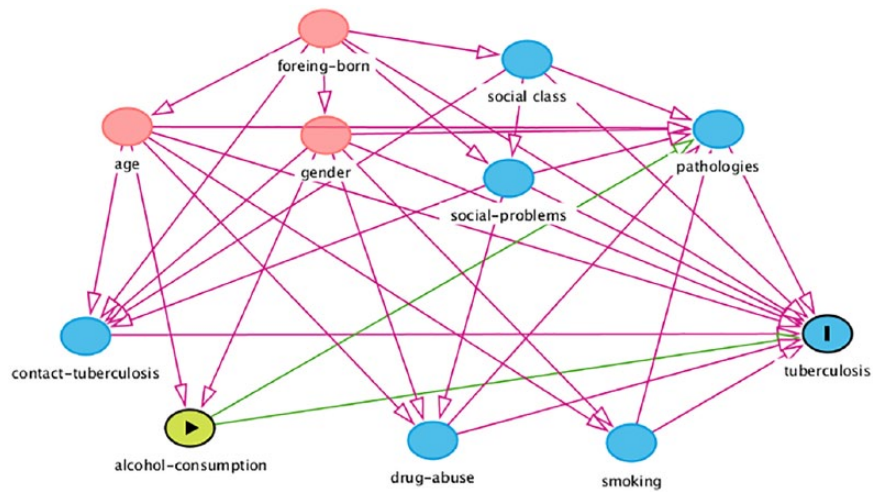 foreing-born
social class
age
gender
pathologies
social-problems
contact-tuberculosis
tuberculosis
alcohol-consumption
drug-abuse
smoking